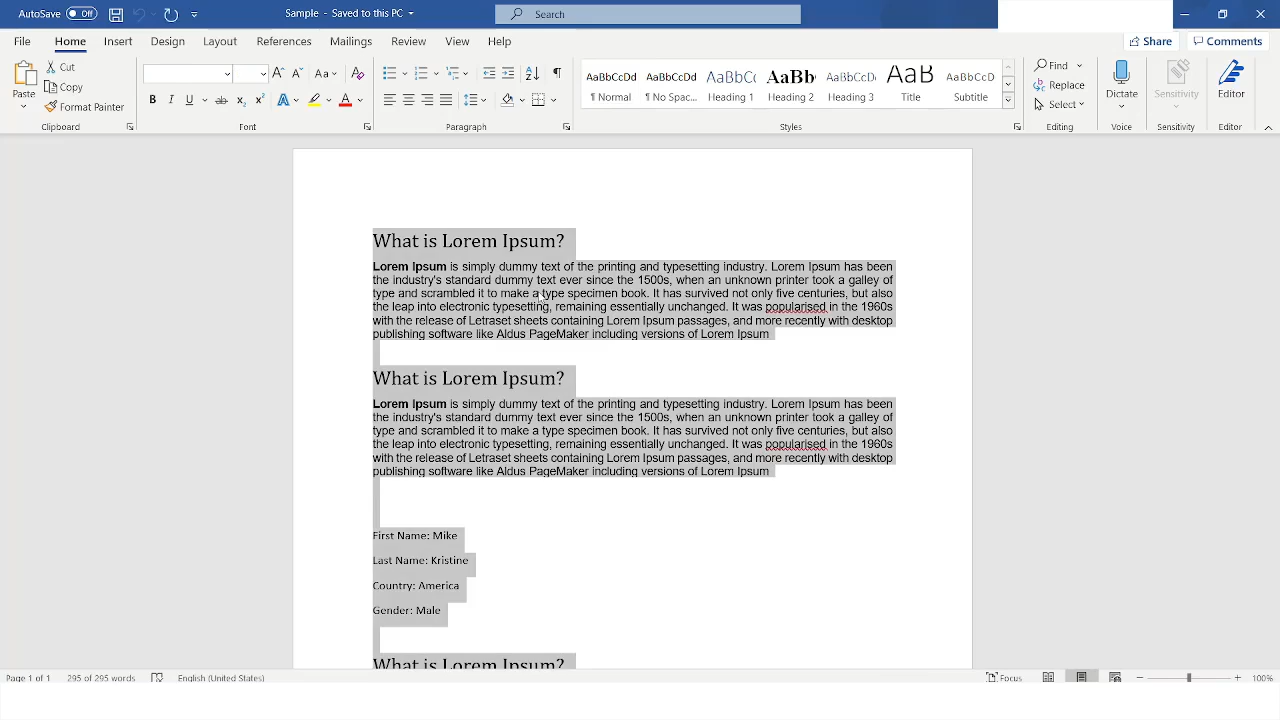 AutoSave Off Sample - Saved to this PC Search
File Home Insert Draw Design Layout References Mailings Review View Help Share Comments
Paste Cut Copy Format Painter
Clipboard
Font
Paragraph
AaBbCcDd AaBbCcDd AaBbCc AaBb AaBbCcD AaB AaBbCcD
¶ Normal ¶ No Spac... Heading 1 Heading 2 Heading 3 Title Subtitle
Styles
Find
Replace
Select
Editing
Dictate
Voice
Sensitivity
Sensitivity
Editor
Editor
What is Lorem Ipsum?
Lorem Ipsum is simply dummy text of the printing and typesetting industry. Lorem Ipsum has been
the industry's standard dummy text ever since the 1500s, when an unknown printer took a galley of
type and scrambled it to make a type specimen book. It has survived not only five centuries, but also
the leap into electronic typesetting, remaining essentially unchanged. It was popularised in the 1960s
with the release of Letraset sheets containing Lorem Ipsum passages, and more recently with desktop
publishing software like Aldus PageMaker including versions of Lorem Ipsum
What is Lorem Ipsum?
Lorem Ipsum is simply dummy text of the printing and typesetting industry. Lorem Ipsum has been
the industry's standard dummy text ever since the 1500s, when an unknown printer took a galley of
type and scrambled it to make a type specimen book. It has survived not only five centuries, but also
the leap into electronic typesetting, remaining essentially unchanged. It was popularised in the 1960s
with the release of Letraset sheets containing Lorem Ipsum passages, and more recently with desktop
publishing software like Aldus PageMaker including versions of Lorem Ipsum
First Name: Mike
Last Name: Kristine
Country: America
Gender: Male
What is Lorem Ipsum?
Page 1 of 1 295 of 295 words English (United States) Focus 100%